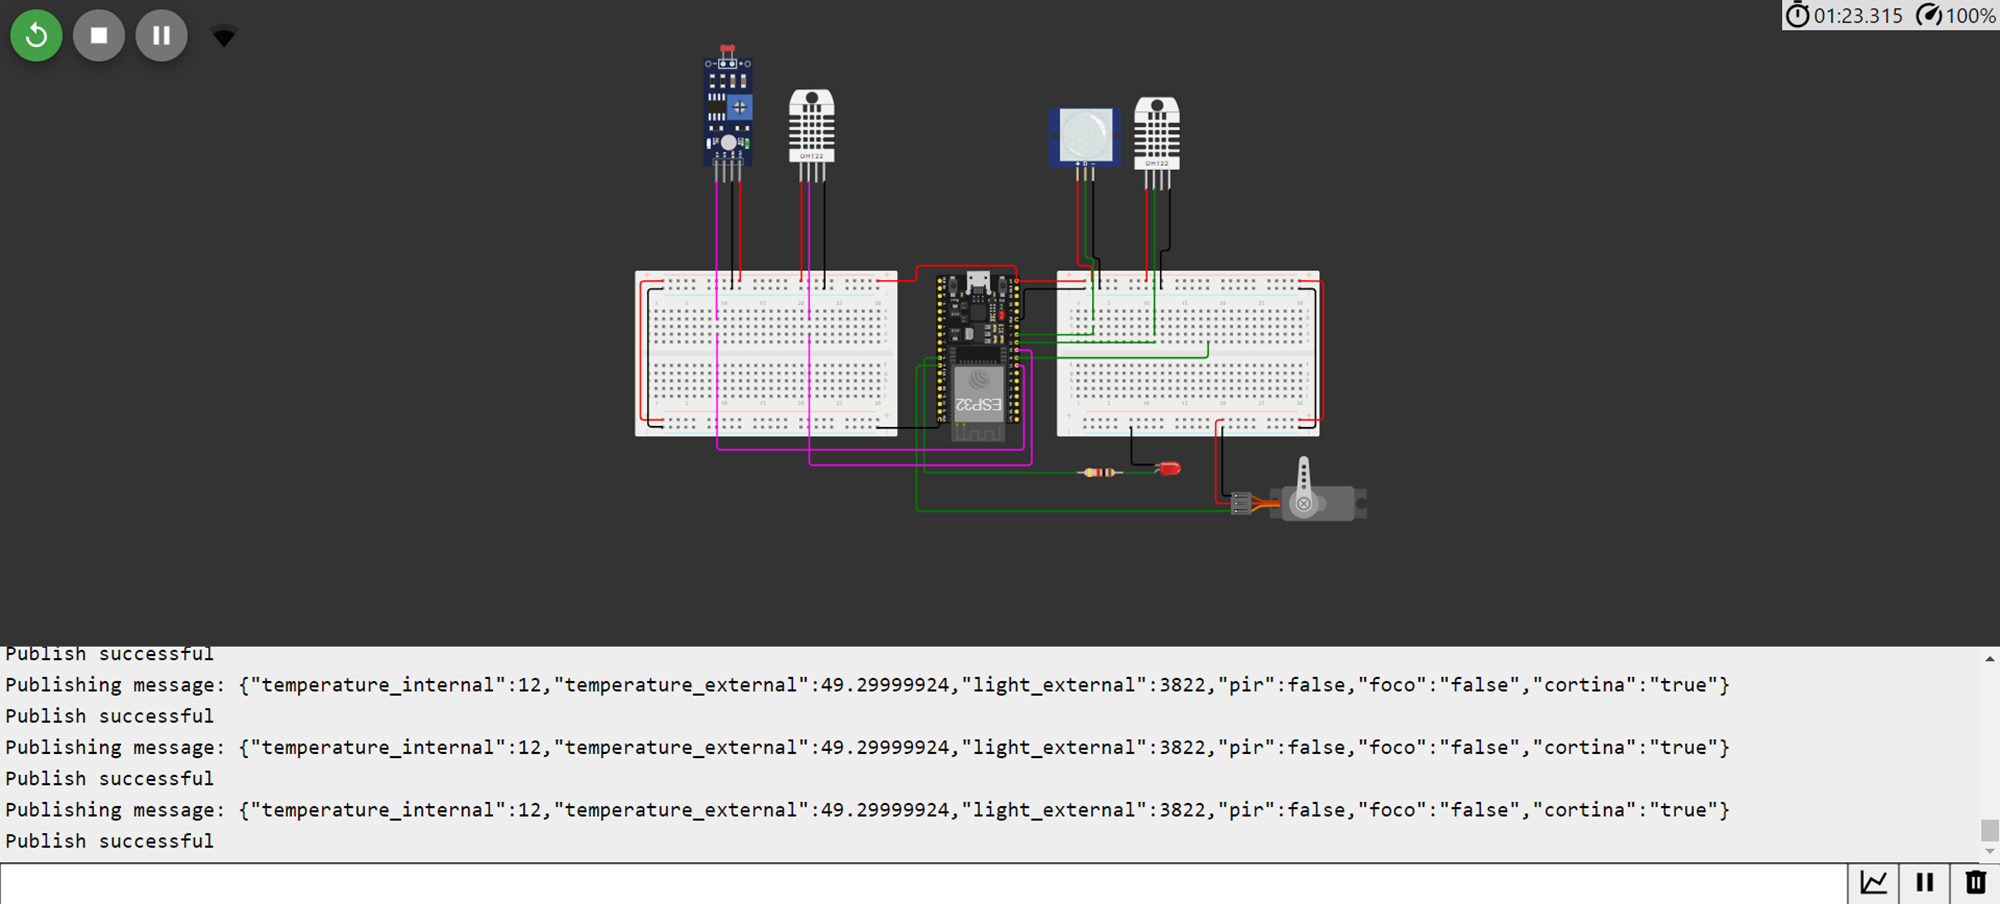 01:23.315 100%
DHT22
DHT22
ESP32
Publish successful
Publishing message: {"temperature_internal":12,"temperature_external":49.29999924,"light_external":3822,"pir":false,"foco":"false","cortina":"true"}
Publish successful
Publishing message: {"temperature_internal":12,"temperature_external":49.29999924,"light_external":3822,"pir":false,"foco":"false","cortina":"true"}
Publish successful
Publishing message: {"temperature_internal":12,"temperature_external":49.29999924,"light_external":3822,"pir":false,"foco":"false","cortina":"true"}
Publish successful